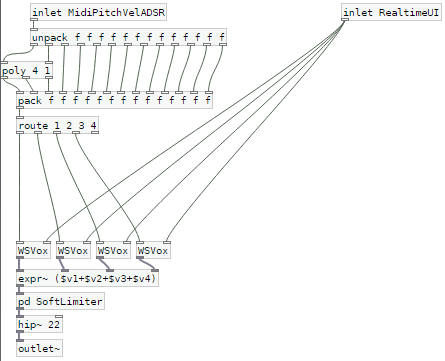 inlet MidiPitchVelADSR
inlet RealtimeUI
unpack f f f f f f f f f f f f f
poly 4 1
pack f f f f f f f f f f f f f f
route 1 2 3 4
WSVox WSVox WSVox WSVox
expr~ ($v1+$v2+$v3+$v4)
pd SoftLimiter
hip~ 22
outlet~